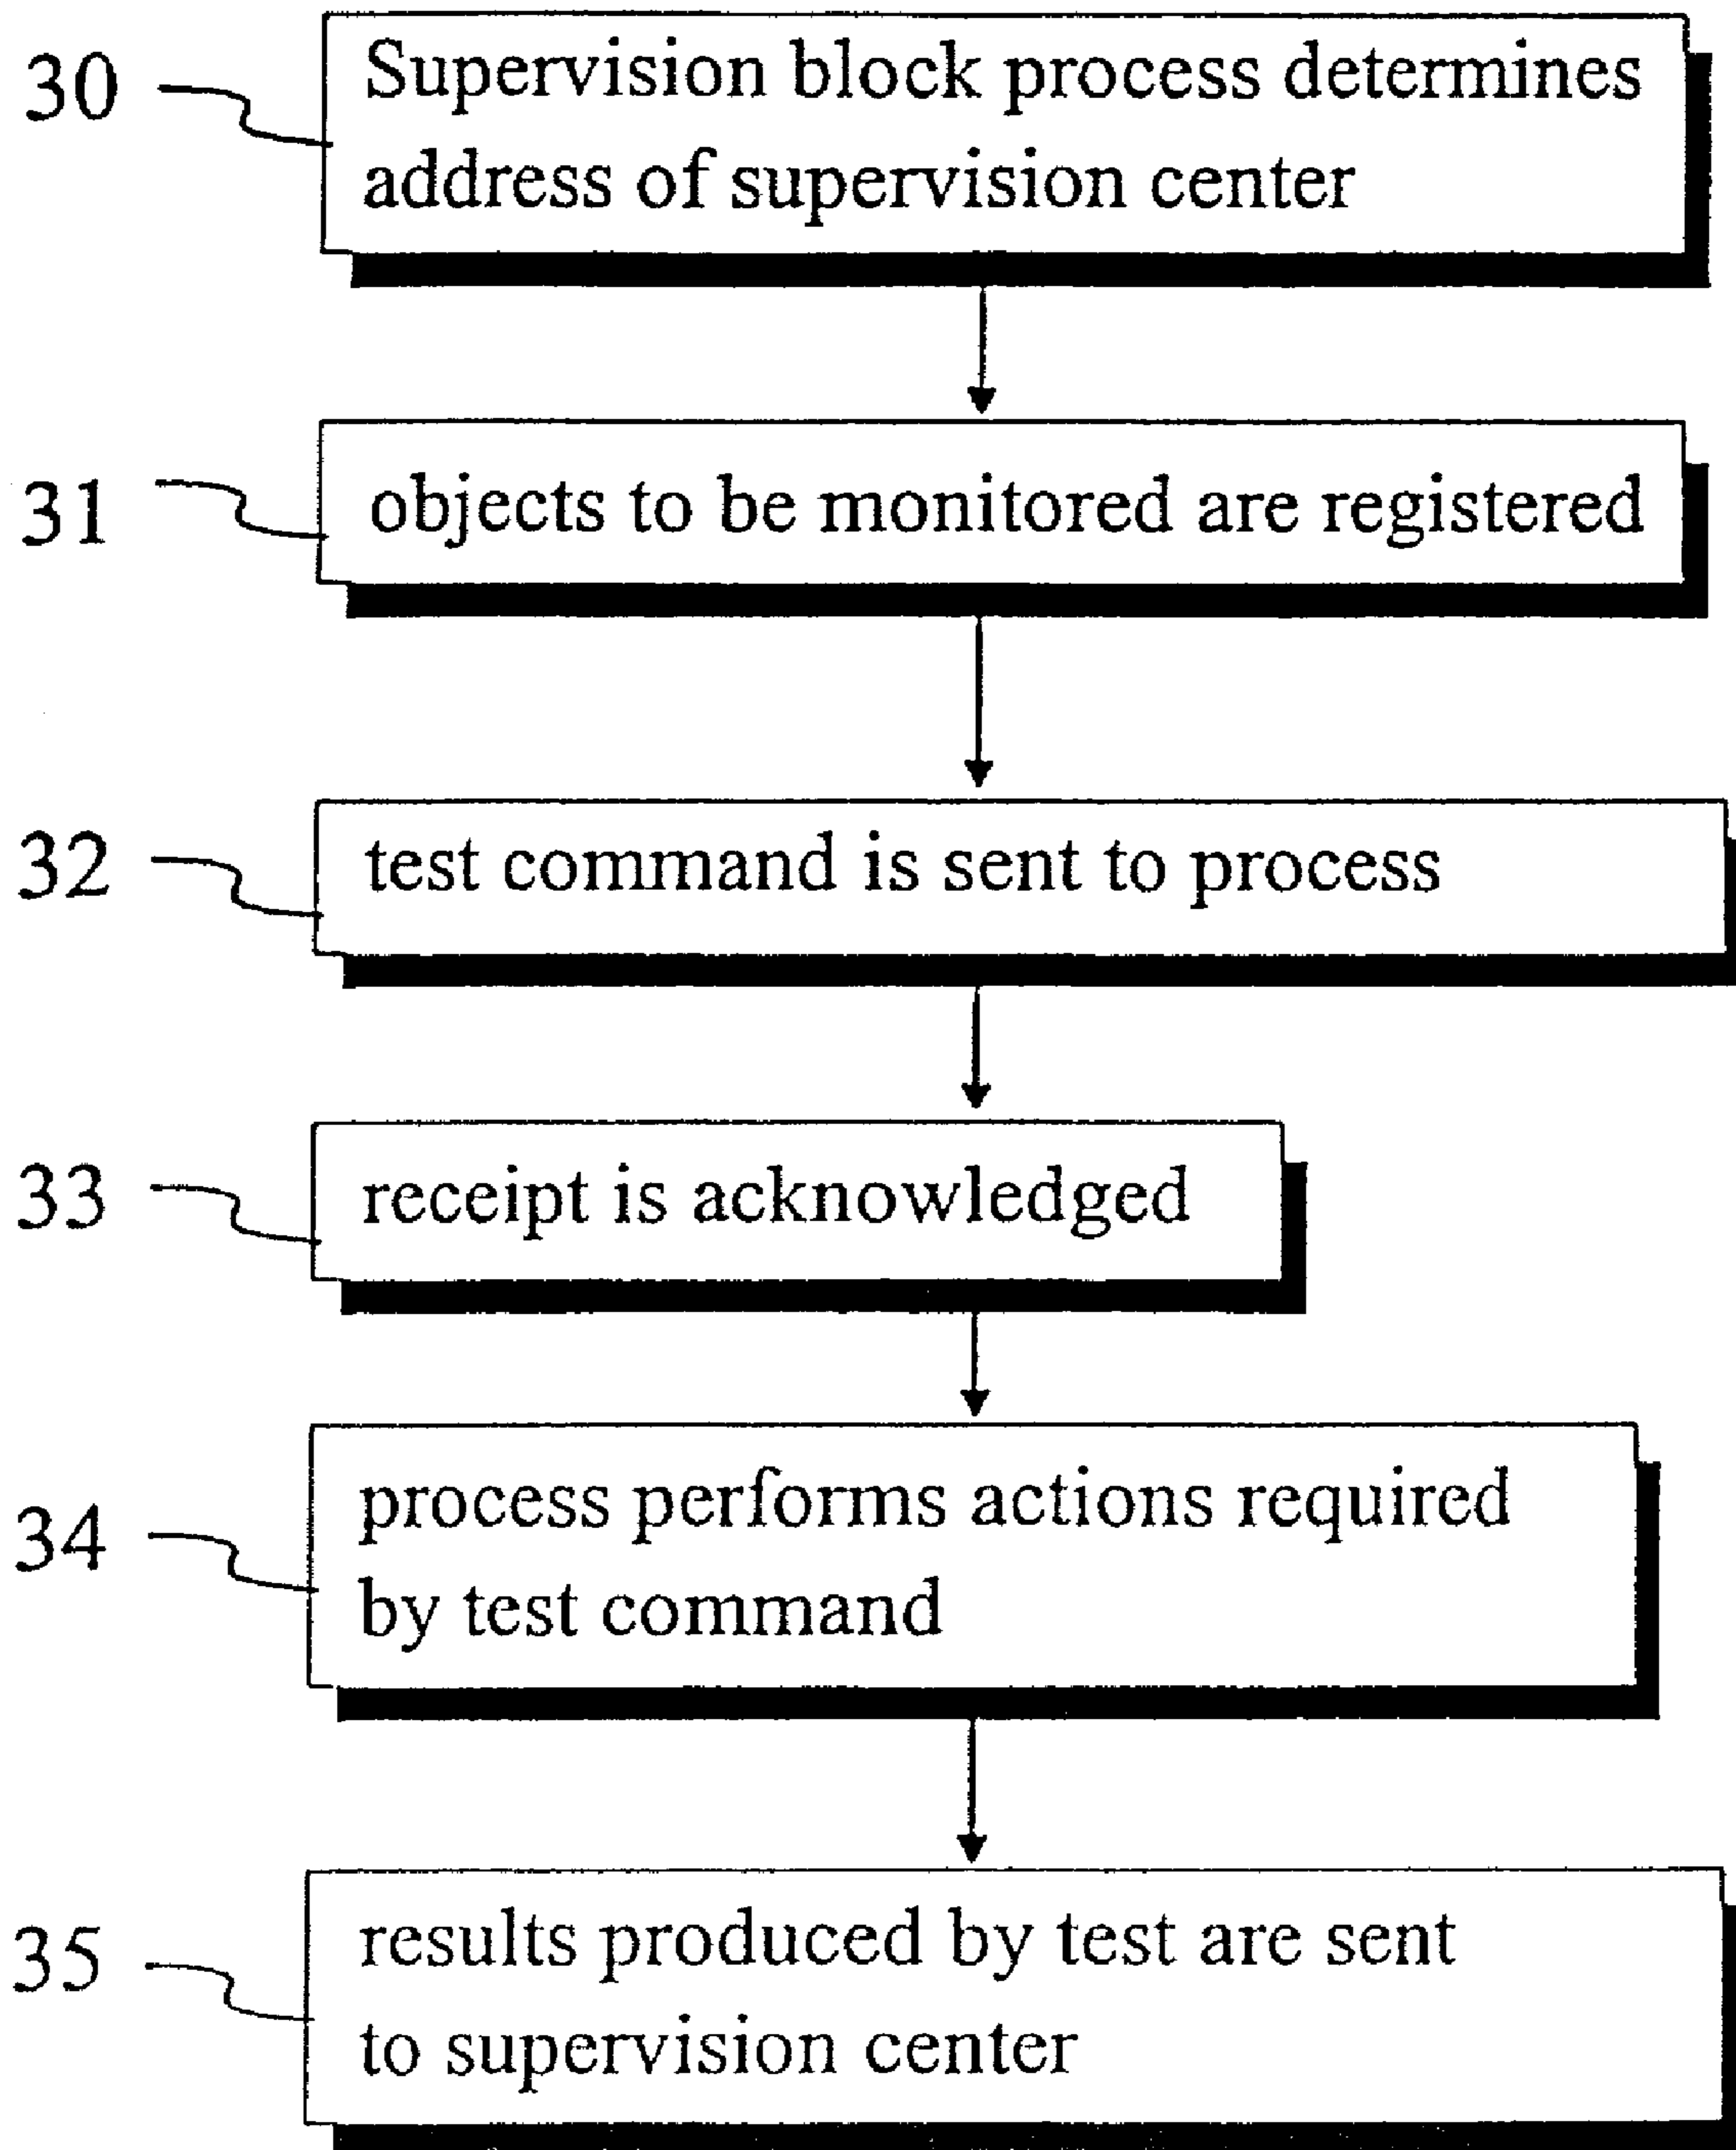 30
Supervision block process determines
address of supervision center
31
objects to be monitored are registered
32
test command is sent to process
33
receipt is acknowledged
34
process performs actions required
by test command
35
results produced by test are sent
to supervision center